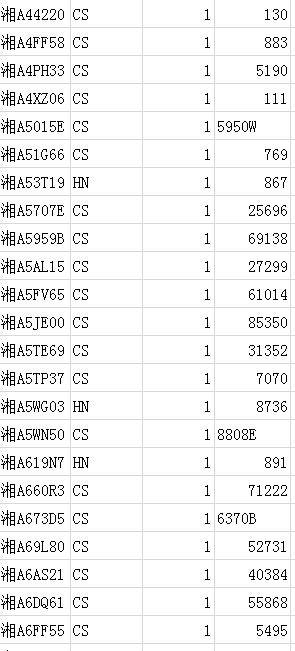 湘A44220 CS 1 130
湘A4FF58 CS 1 883
湘A4PH33 CS 1 5190
湘A4XZ06 CS 1 111
湘A5015E CS 1 5950W
湘A51G66 CS 1 769
湘A53T19 HN 1 867
湘A5707E CS 1 25696
湘A5959B CS 1 69138
湘A5AL15 CS 1 27299
湘A5FV65 CS 1 61014
湘A5JE00 CS 1 85350
湘A5TE69 CS 1 31352
湘A5TP37 CS 1 7070
湘A5WG03 HN 1 8736
湘A5WN50 CS 1 8808E
湘A619N7 HN 1 891
湘A660R3 CS 1 71222
湘A673D5 CS 1 6370B
湘A69L80 CS 1 52731
湘A6AS21 CS 1 40384
湘A6DQ61 CS 1 55868
湘A6FF55 CS 1 5495